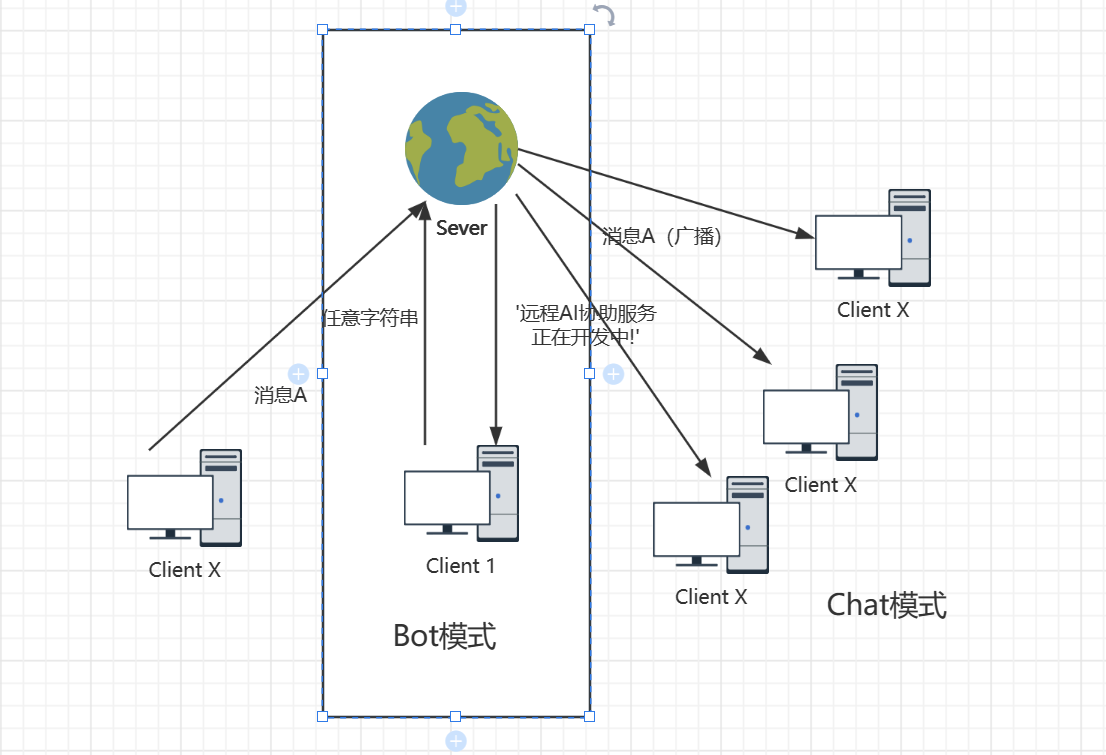 Sever
消息A（广播）
Client X
任意字符串
'远程AI协助服务
正在开发中!'
消息A
Client X
Client X
Client 1
Client X
Chat模式
Bot模式